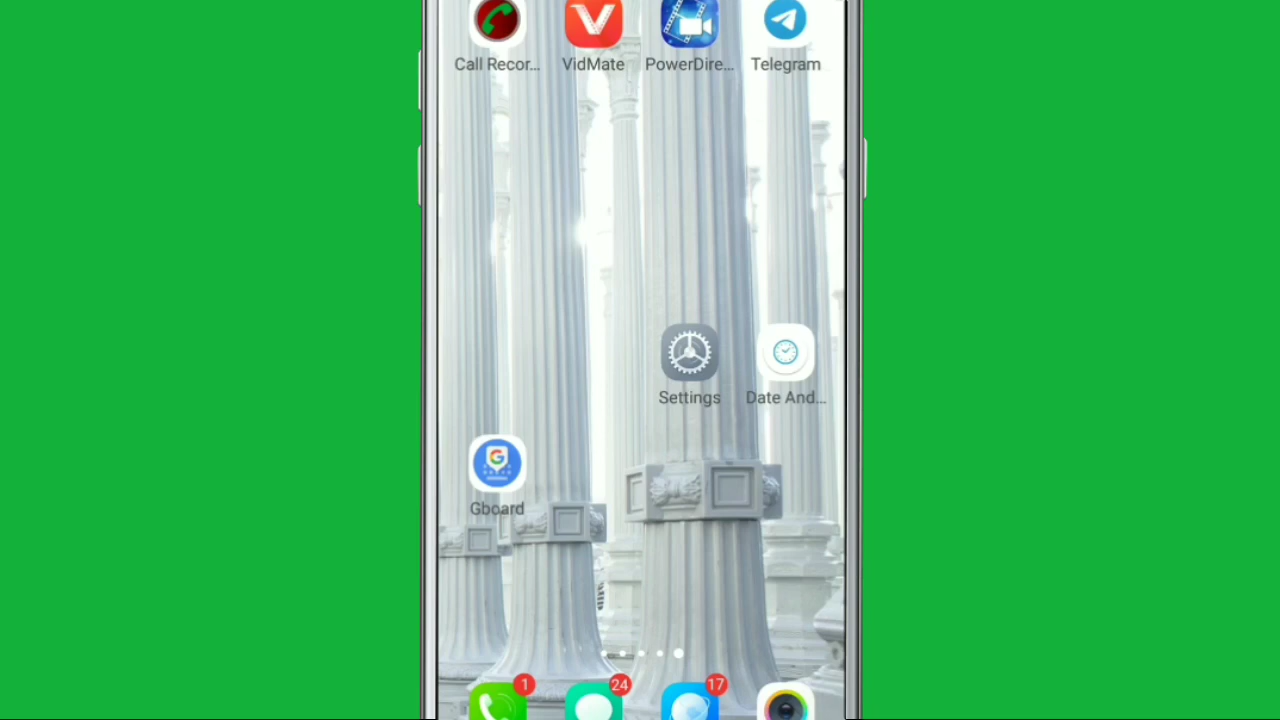 Call Recor... VidMate PowerDire... Telegram
Settings Date And...
G
Gboard
1 24 17